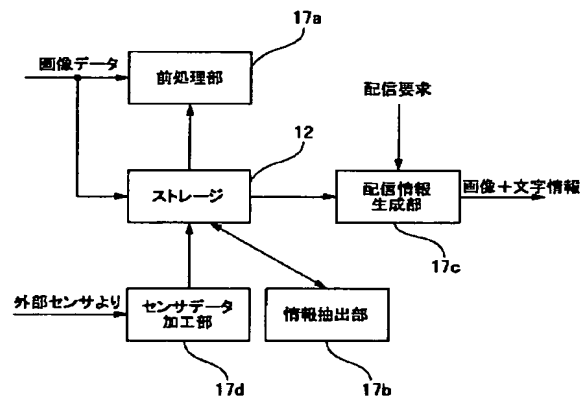 17a
画像データ
前処理部
配信要求
12
ストレージ
配信情報
生成部
画像＋文字情報
17c
外部センサより
センサデータ
加工部
情報抽出部
17d
17b